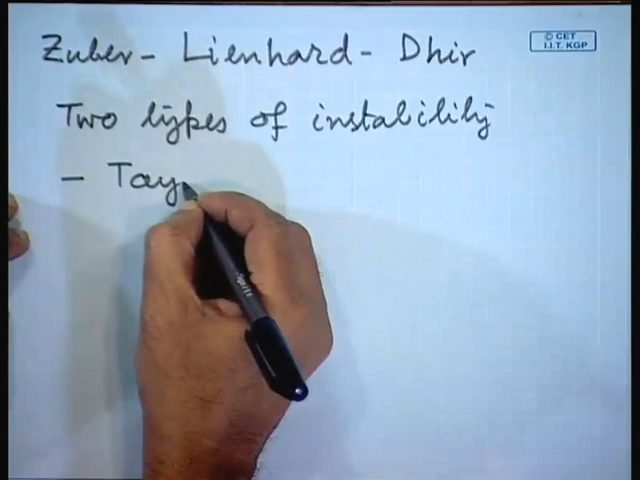 Zuber - Lienhard - Dhir
© CET
I.I.T. KGP
Two types of instability
- Tay